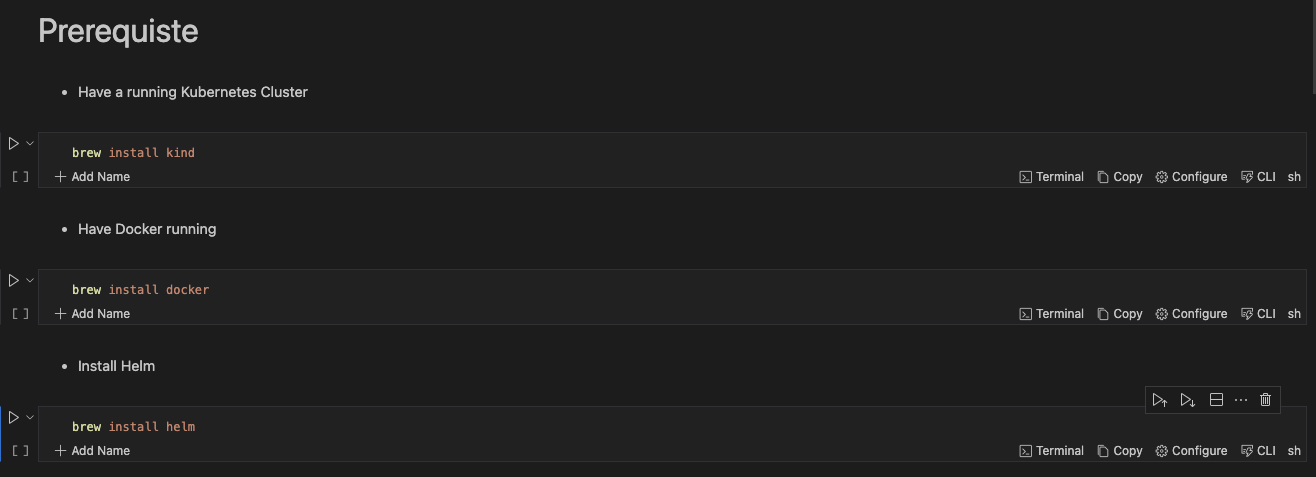 Prerequiste
• Have a running Kubernetes Cluster
brew install kind
[ ] + Add Name Terminal Copy Configure CLI sh
• Have Docker running
brew install docker
[ ] + Add Name Terminal Copy Configure CLI sh
• Install Helm
brew install helm
[ ] + Add Name Terminal Copy Configure CLI sh